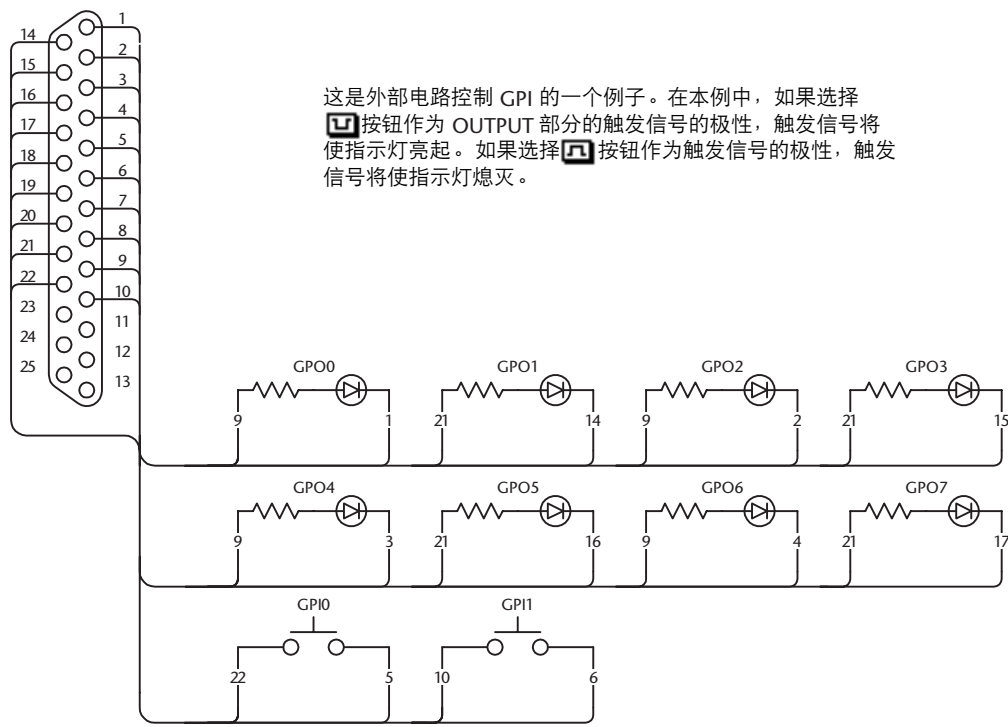 1
14
2
15
3
16
4
17
5
18
6
19
7
20
8
21
9
22
10
23
11
24
12
25
13
这是外部电路控制 GPI 的一个例子。在本例中，如果选择
按钮作为 OUTPUT 部分的触发信号的极性，触发信号将
使指示灯亮起。如果选择 按钮作为触发信号的极性，触发
信号将使指示灯熄灭。
GPO0 GPO1 GPO2 GPO3
9 1 21 14 9 2 21 15
GPO4 GPO5 GPO6 GPO7
9 3 21 16 9 4 21 17
GPI0 GPI1
22 5 10 6